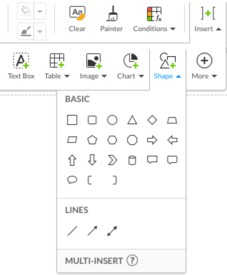 Clear Painter Conditions Insert
Text Box Table Image Chart Shape More
BASIC
LINES
MULTI-INSERT ?